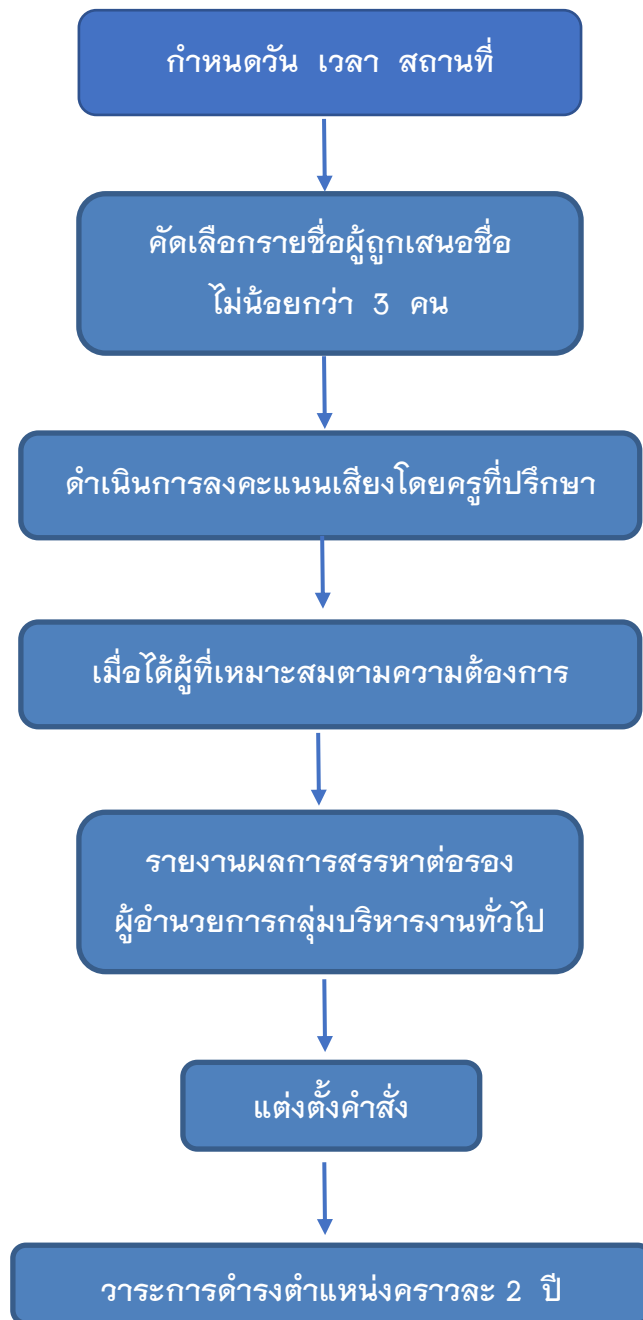 กำหนดวัน เวลา สถานที่
คัดเลือกรายชื่อผู้ถูกเสนอชื่อ
ไม่น้อยกว่า 3 คน
ดำเนินการลงคะแนนเสียงโดยครูที่ปรึกษา
เมื่อได้ผู้ที่เหมาะสมตามความต้องการ
รายงานผลการสรรหาต่อรอง
ผู้อำนวยการกลุ่มบริหารงานทั่วไป
แต่งตั้งคำสั่ง
วาระการดำรงตำแหน่งคราวละ 2 ปี